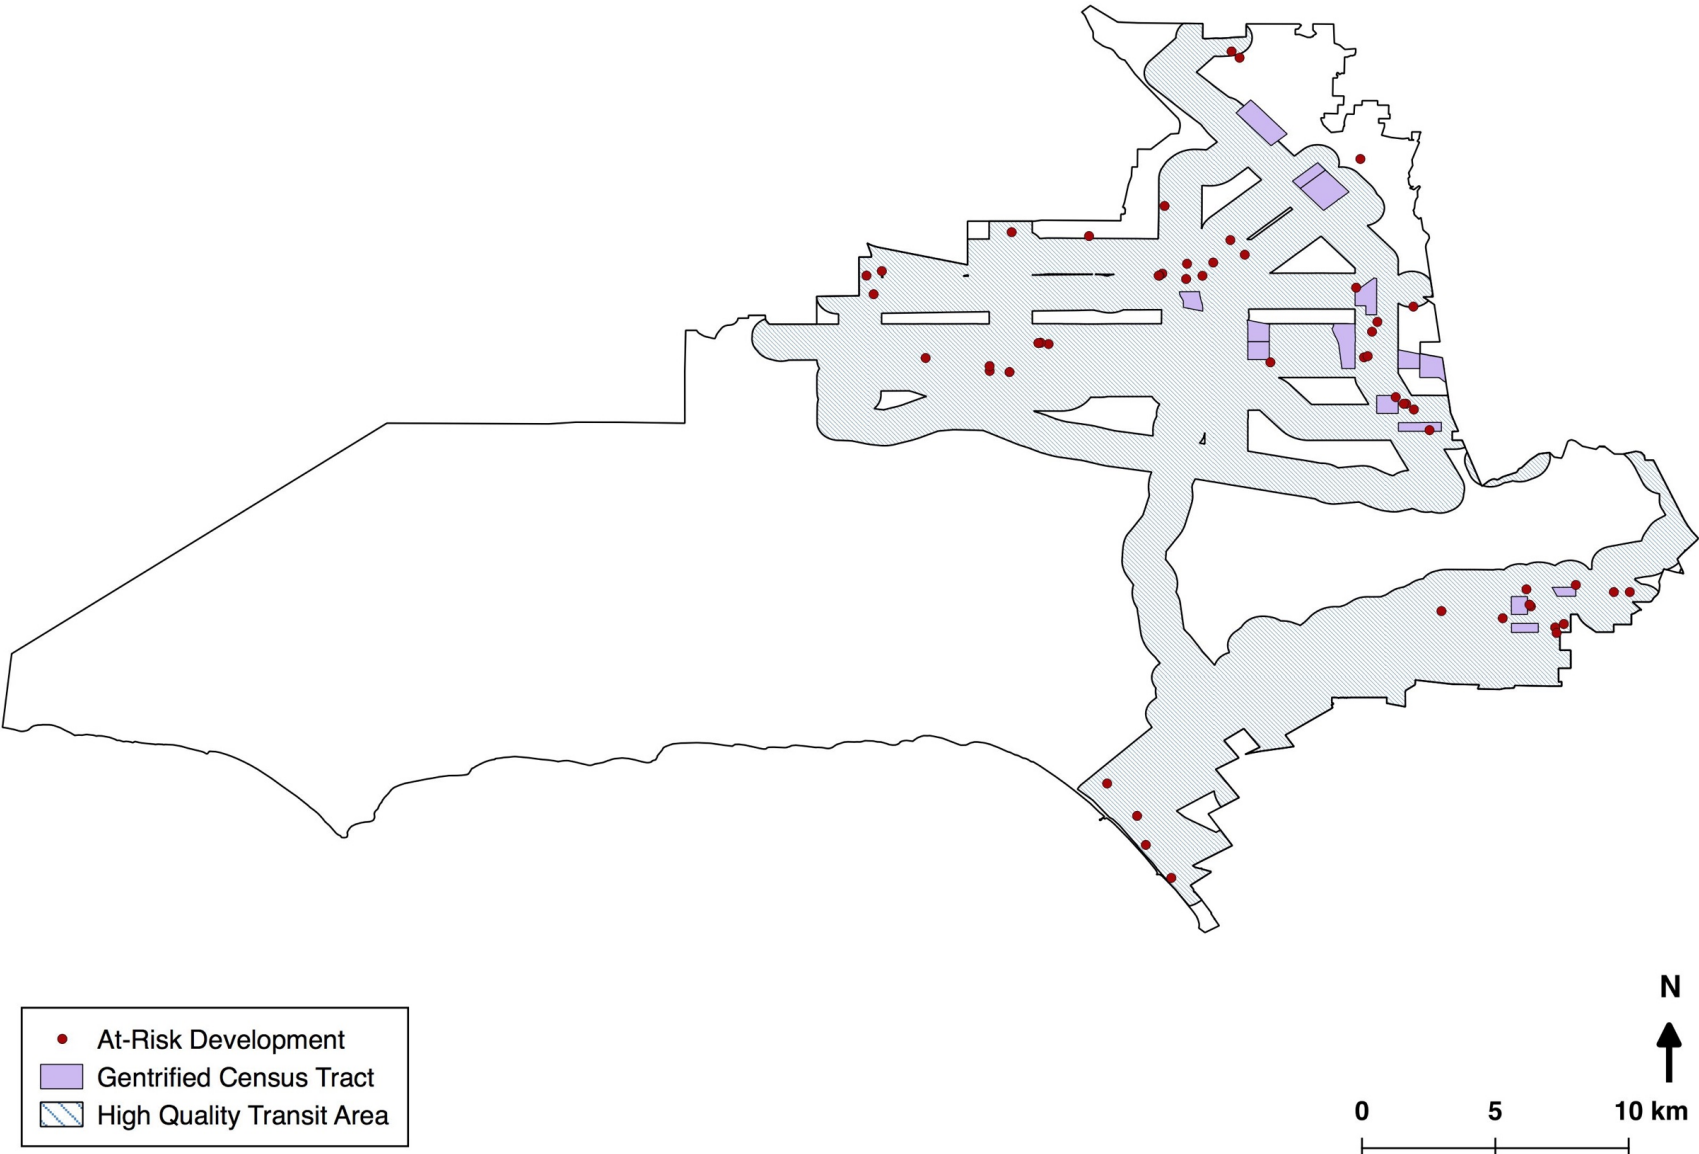 N
At-Risk Development
Gentrified Census Tract
High Quality Transit Area
0 5 10 km